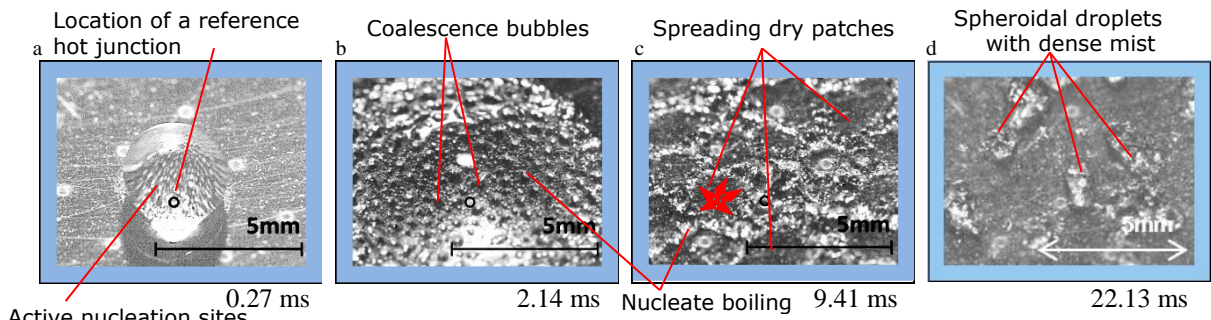 Location of a reference
hot junction
a
Coalescence bubbles
b
Spreading dry patches
c
Spheroidal droplets
with dense mist
d
5mm
5mm
5mm
5mm
0.27 ms
2.14 ms
9.41 ms
22.13 ms
Active nucleation sites
Nucleate boiling